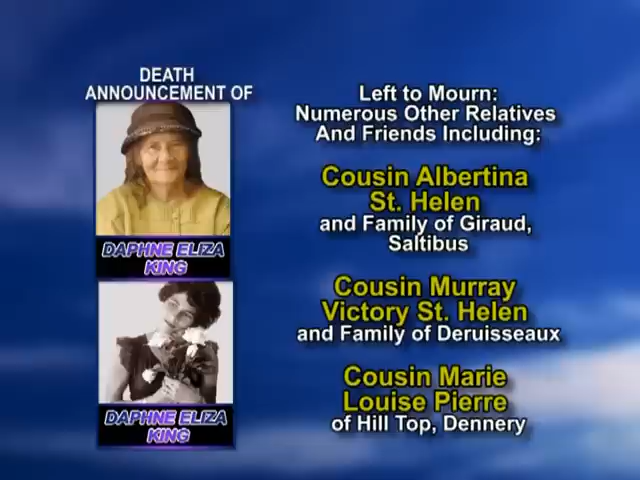 DEATH
ANNOUNCEMENT OF
DAPHNE ELIZA
KING
DAPHNE ELIZA
KING
Left to Mourn:
Numerous Other Relatives
And Friends Including:
Cousin Albertina
St. Helen
and Family of Giraud,
Saltibus
Cousin Murray
Victory St. Helen
and Family of Deruisseaux
Cousin Marie
Louise Pierre
of Hill Top, Dennery